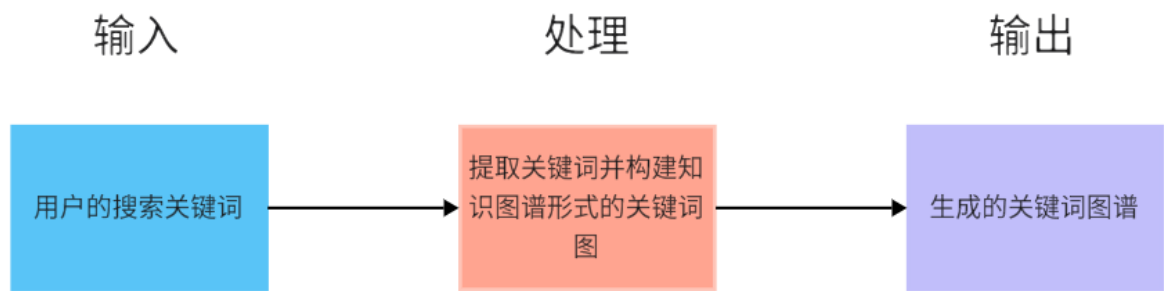 输入
处理
输出
用户的搜索关键词
提取关键词并构建知
识图谱形式的关键词
图
生成的关键词图谱